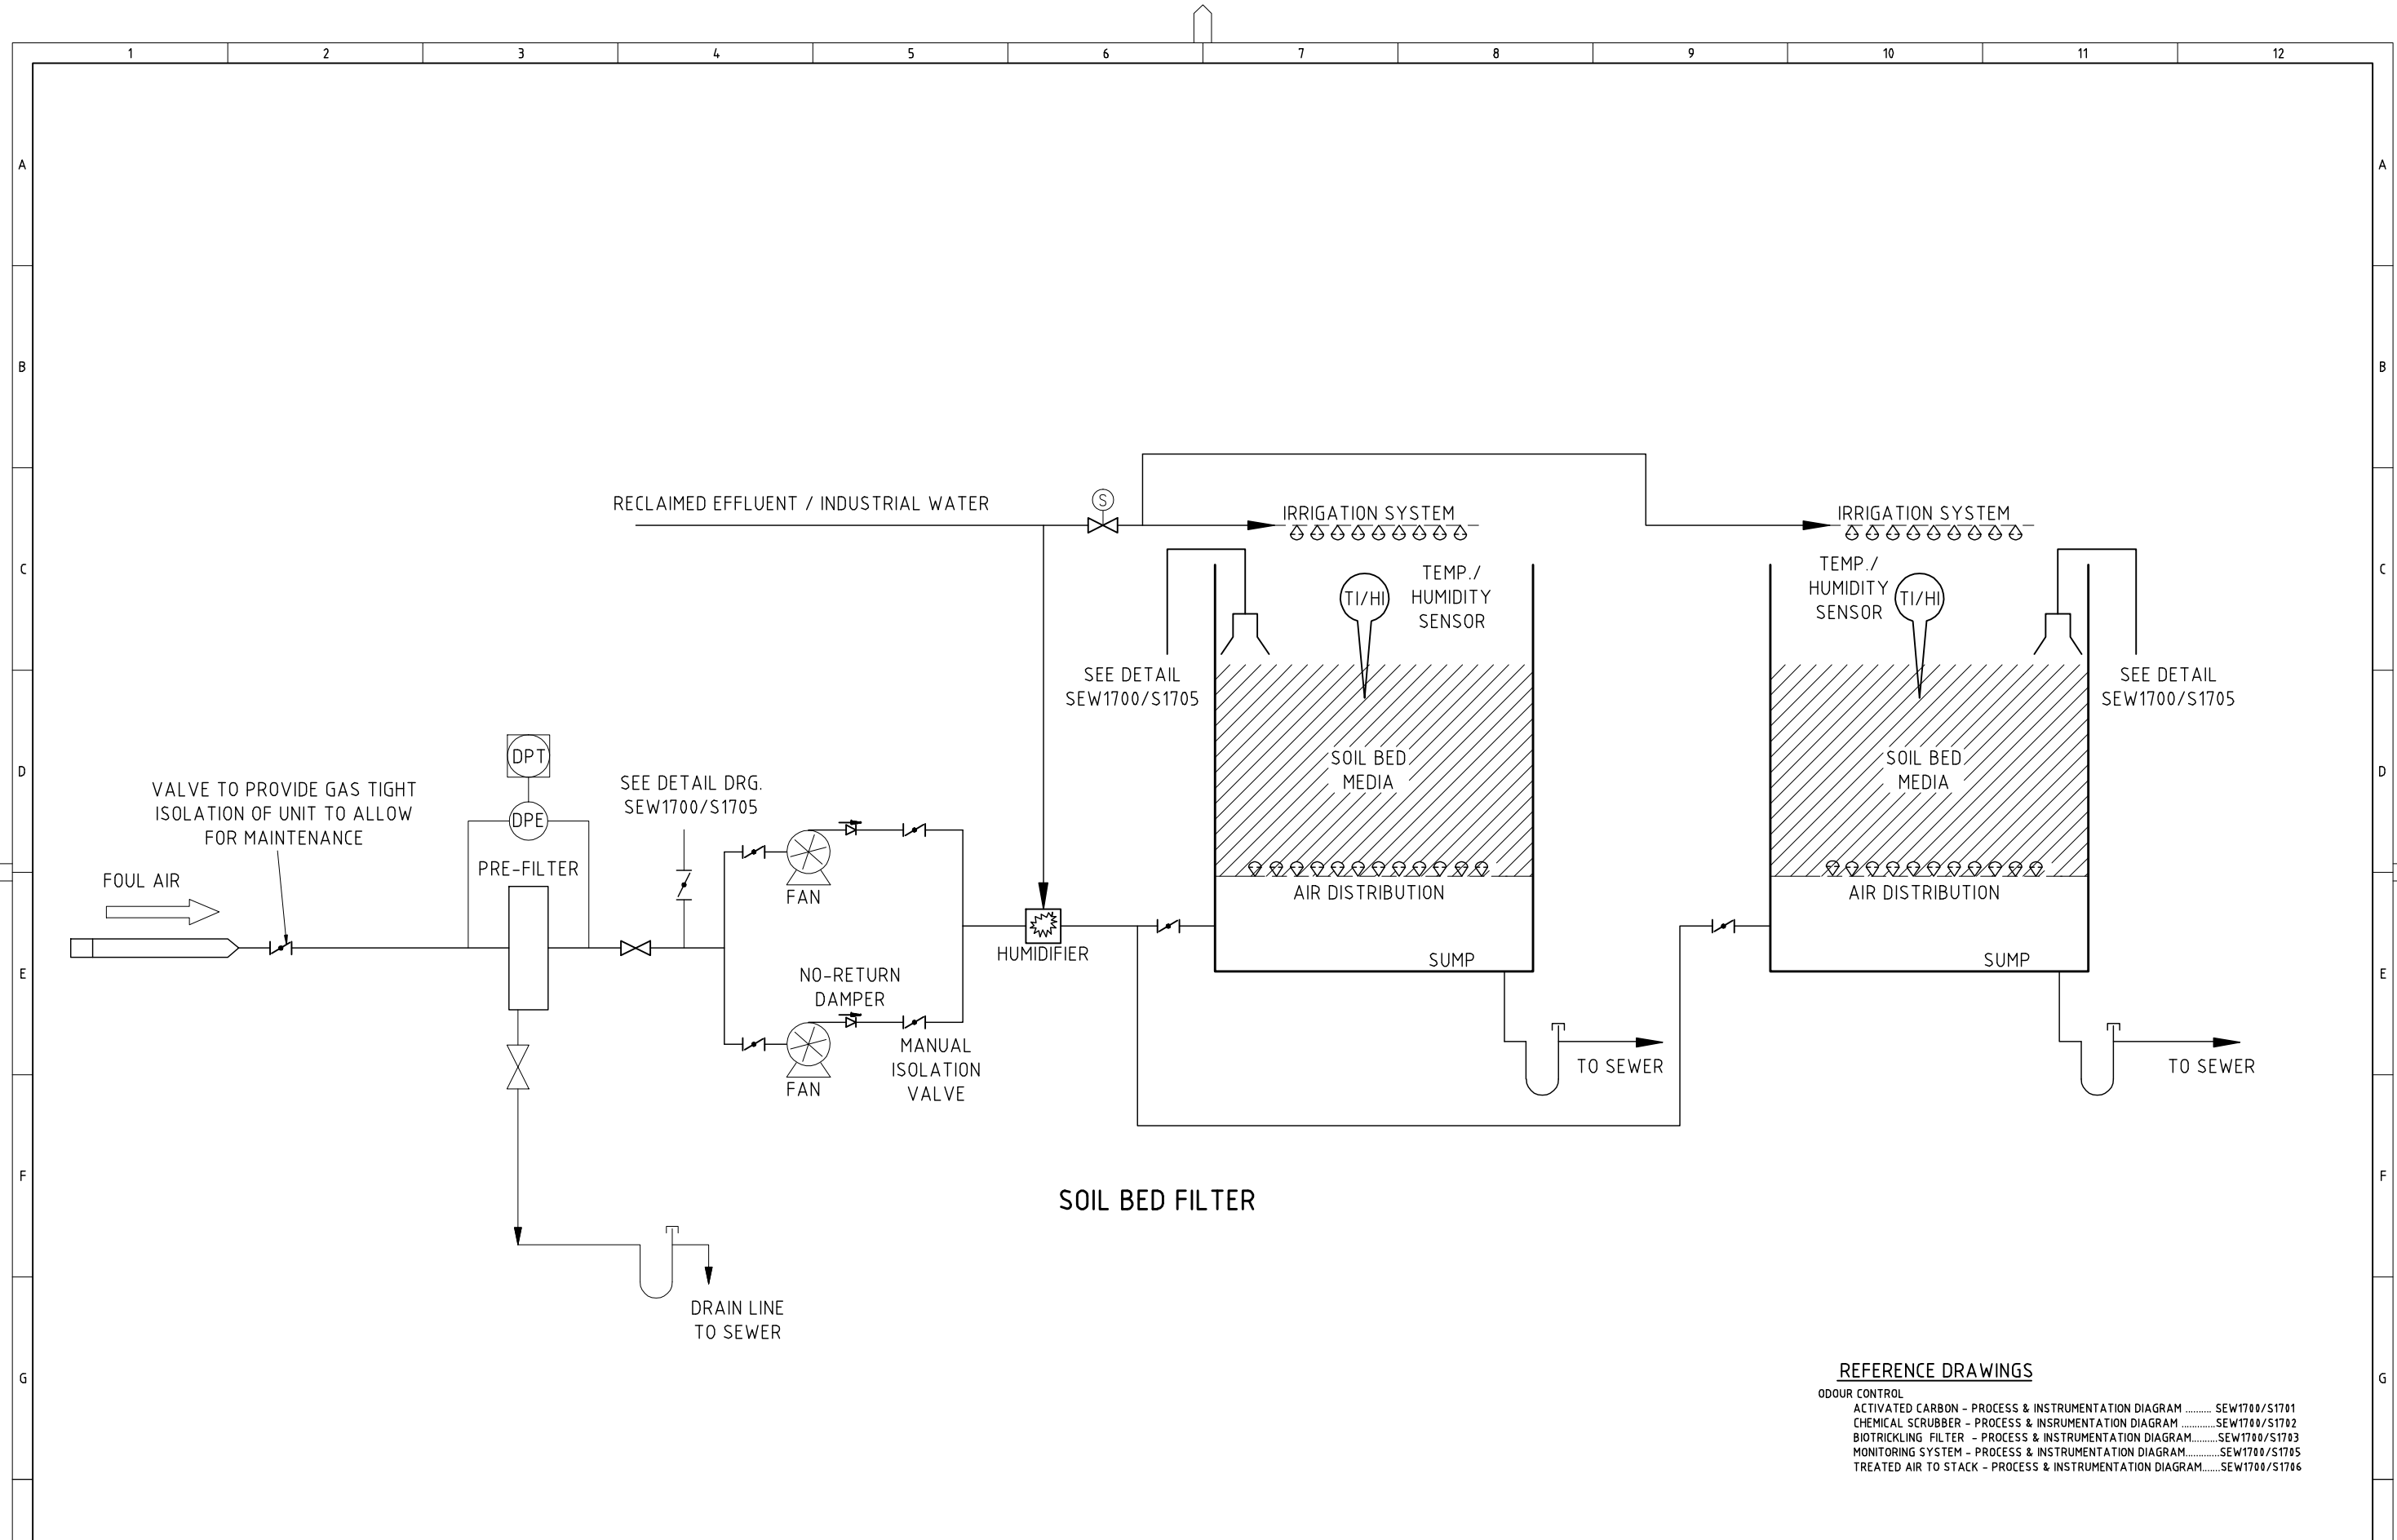 1 2 3 4 5 6 7 8 9 10 11 12
A A
B B
RECLAIMED EFFLUENT / INDUSTRIAL WATER
S
IRRIGATION SYSTEM
IRRIGATION SYSTEM
C C
TEMP./
HUMIDITY
SENSOR
TI/HI
TEMP./
HUMIDITY
SENSOR
TI/HI
SEE DETAIL
SEW1700/S1705
SEE DETAIL
SEW1700/S1705
D D
SOIL BED
MEDIA
SOIL BED
MEDIA
DPT
DPE
VALVE TO PROVIDE GAS TIGHT
ISOLATION OF UNIT TO ALLOW
FOR MAINTENANCE
SEE DETAIL DRG.
SEW1700/S1705
PRE-FILTER
FOUL AIR
FAN
AIR DISTRIBUTION
AIR DISTRIBUTION
HUMIDIFIER
SUMP
SUMP
E E
NO-RETURN
DAMPER
MANUAL
ISOLATION
VALVE
FAN
TO SEWER
TO SEWER
F F
SOIL BED FILTER
DRAIN LINE
TO SEWER
G G
REFERENCE DRAWINGS
ODOUR CONTROL
ACTIVATED CARBON - PROCESS & INSTRUMENTATION DIAGRAM .......... SEW1700/S1701
CHEMICAL SCRUBBER - PROCESS & INSRUMENTATION DIAGRAM .............SEW1700/S1702
BIOTRICKLING FILTER - PROCESS & INSTRUMENTATION DIAGRAM..........SEW1700/S1703
MONITORING SYSTEM - PROCESS & INSTRUMENTATION DIAGRAM.............SEW1700/S1705
TREATED AIR TO STACK - PROCESS & INSTRUMENTATION DIAGRAM.......SEW1700/S1706